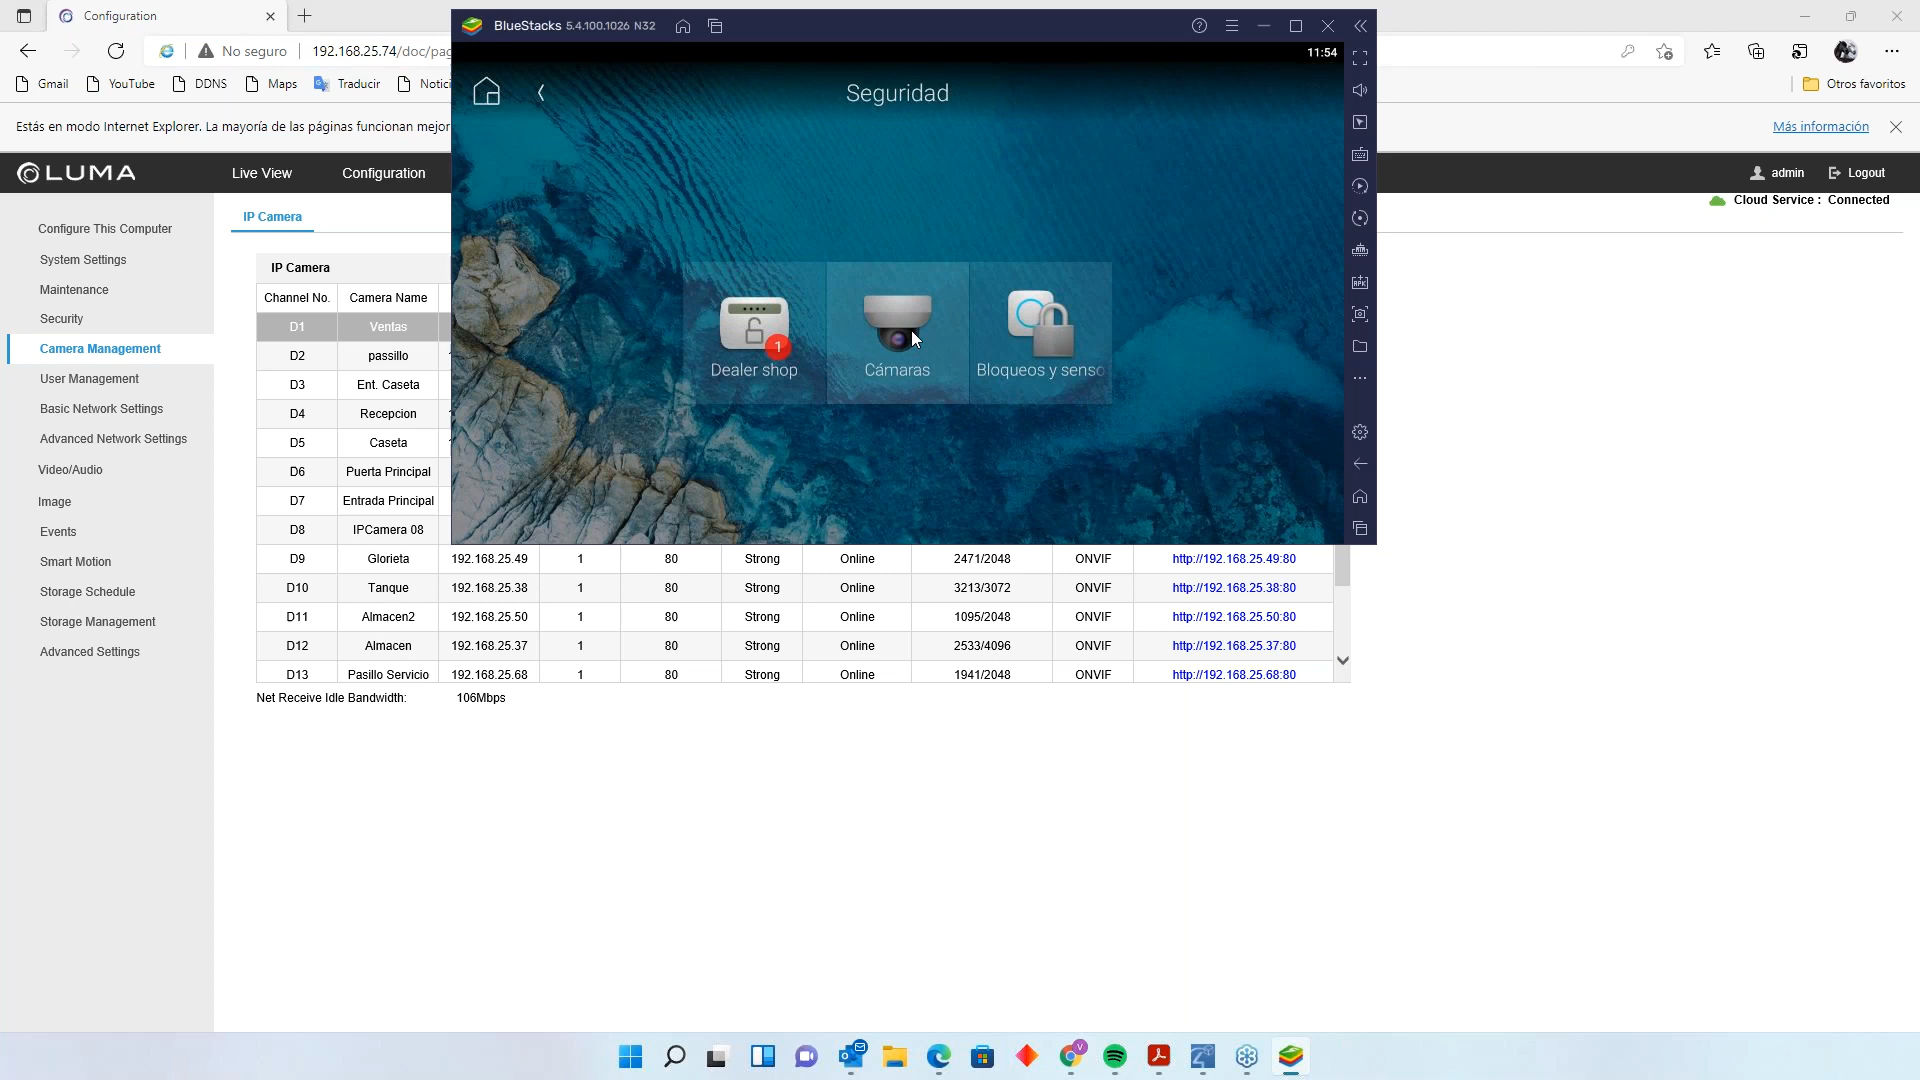 Configuration
No seguro
192.168.25.74/doc/pag
Gmail
YouTube
DDNS
Maps
Traducir
Notici
Otros favoritos
Estás en modo Internet Explorer. La mayoría de las páginas funcionan mejor
Más información
BlueStacks 5.4.100.1026 N32
11:54
Seguridad
1
Dealer shop
Cámaras
Bloqueos y senso
LUMA
Live View
Configuration
admin
Logout
Cloud Service : Connected
Configure This Computer
System Settings
Maintenance
Security
Camera Management
User Management
Basic Network Settings
Advanced Network Settings
Video/Audio
Image
Events
Smart Motion
Storage Schedule
Storage Management
Advanced Settings
IP Camera
IP Camera
Channel No. Camera Name
D1 Ventas
D2 passillo
D3 Ent. Caseta
D4 Recepcion
D5 Caseta
D6 Puerta Principal
D7 Entrada Principal
D8 IPCamera 08
D9 Glorieta 192.168.25.49 1 80 Strong Online 2471/2048 ONVIF http://192.168.25.49:80
D10 Tanque 192.168.25.38 1 80 Strong Online 3213/3072 ONVIF http://192.168.25.38:80
D11 Almacen2 192.168.25.50 1 80 Strong Online 1095/2048 ONVIF http://192.168.25.50:80
D12 Almacen 192.168.25.37 1 80 Strong Online 2533/4096 ONVIF http://192.168.25.37:80
D13 Pasillo Servicio 192.168.25.68 1 80 Strong Online 1941/2048 ONVIF http://192.168.25.68:80
Net Receive Idle Bandwidth: 106Mbps